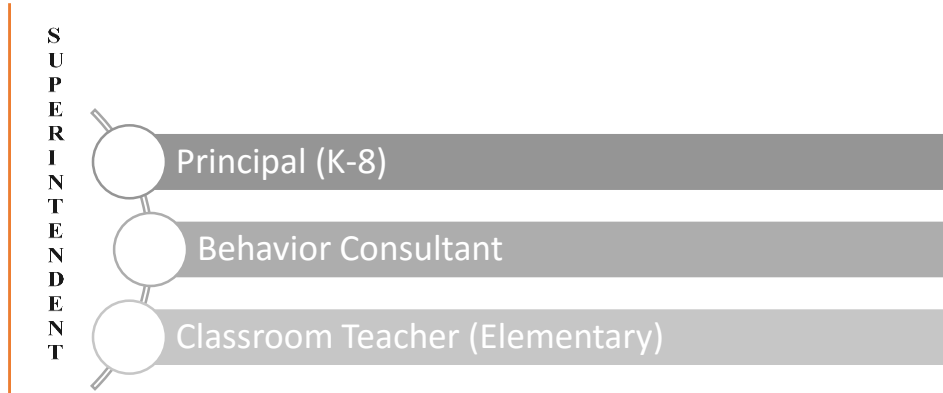 SUPERINTENDENT
Principal (K-8)
Behavior Consultant
Classroom Teacher (Elementary)